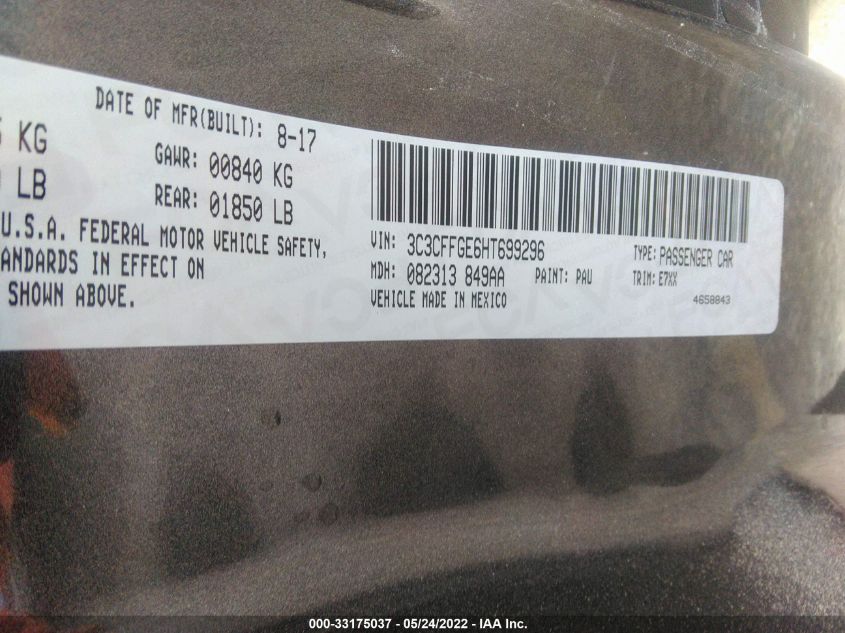 DATE OF MFR(BUILT): 8-17
KG GAWR: 00840 KG
LB REAR: 01850 LB
U.S.A. FEDERAL MOTOR VEHICLE SAFETY,
IN EFFECT ON
SHOWN ABOVE.
VIN: 3C3CFFGE6HT699296 TYPE: PASSENGER CAR
MDH: 082313 849AA PAINT: PAU TRIM: E7XX
VEHICLE MADE IN MEXICO 4658843
000-33175037 - 05/24/2022 - IAA Inc.